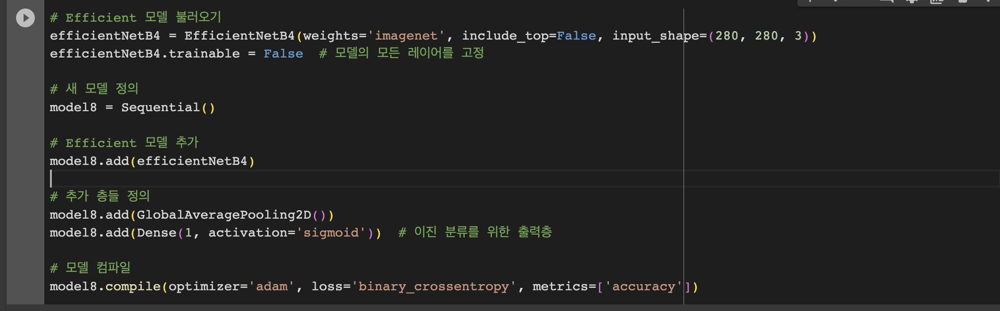 # Efficient 모델 불러오기
efficientNetB4 = EfficientNetB4(weights='imagenet', include_top=False, input_shape=(280, 280, 3))
efficientNetB4.trainable = False  # 모델의 모든 레이어를 고정
# 새 모델 정의
model8 = Sequential()
# Efficient 모델 추가
model8.add(efficientNetB4)
# 추가 층들 정의
model8.add(GlobalAveragePooling2D())
model8.add(Dense(1, activation='sigmoid'))  # 이진 분류를 위한 출력층
# 모델 컴파일
model8.compile(optimizer='adam', loss='binary_crossentropy', metrics=['accuracy'])